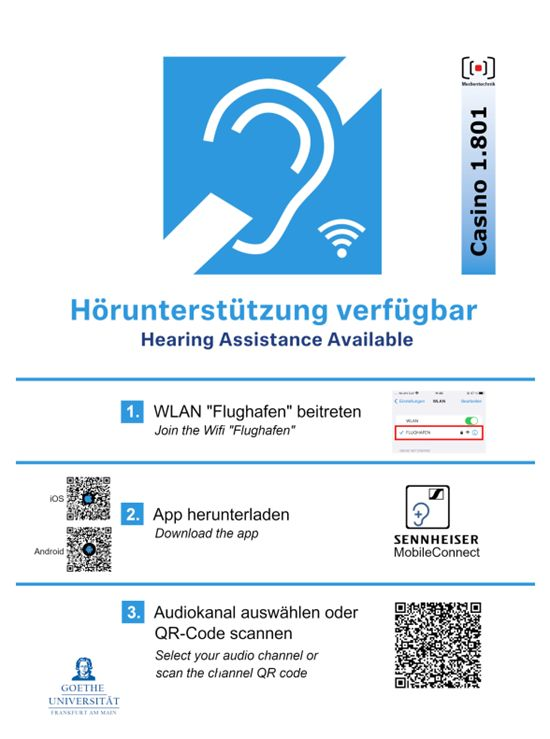 Medientechnik
Casino 1.801
Hörunterstützung verfügbar
Hearing Assistance Available
1. WLAN "Flughafen" beitreten
Join the Wifi "Flughafen"
Einstellungen WLAN Bearbeiten
WLAN
FLUGHAFEN
iOS
Android
2. App herunterladen
Download the app
SENNHEISER
MobileConnect
3. Audiokanal auswählen oder
QR-Code scannen
Select your audio channel or
scan the channel QR code
GOETHE
UNIVERSITÄT
FRANKFURT AM MAIN